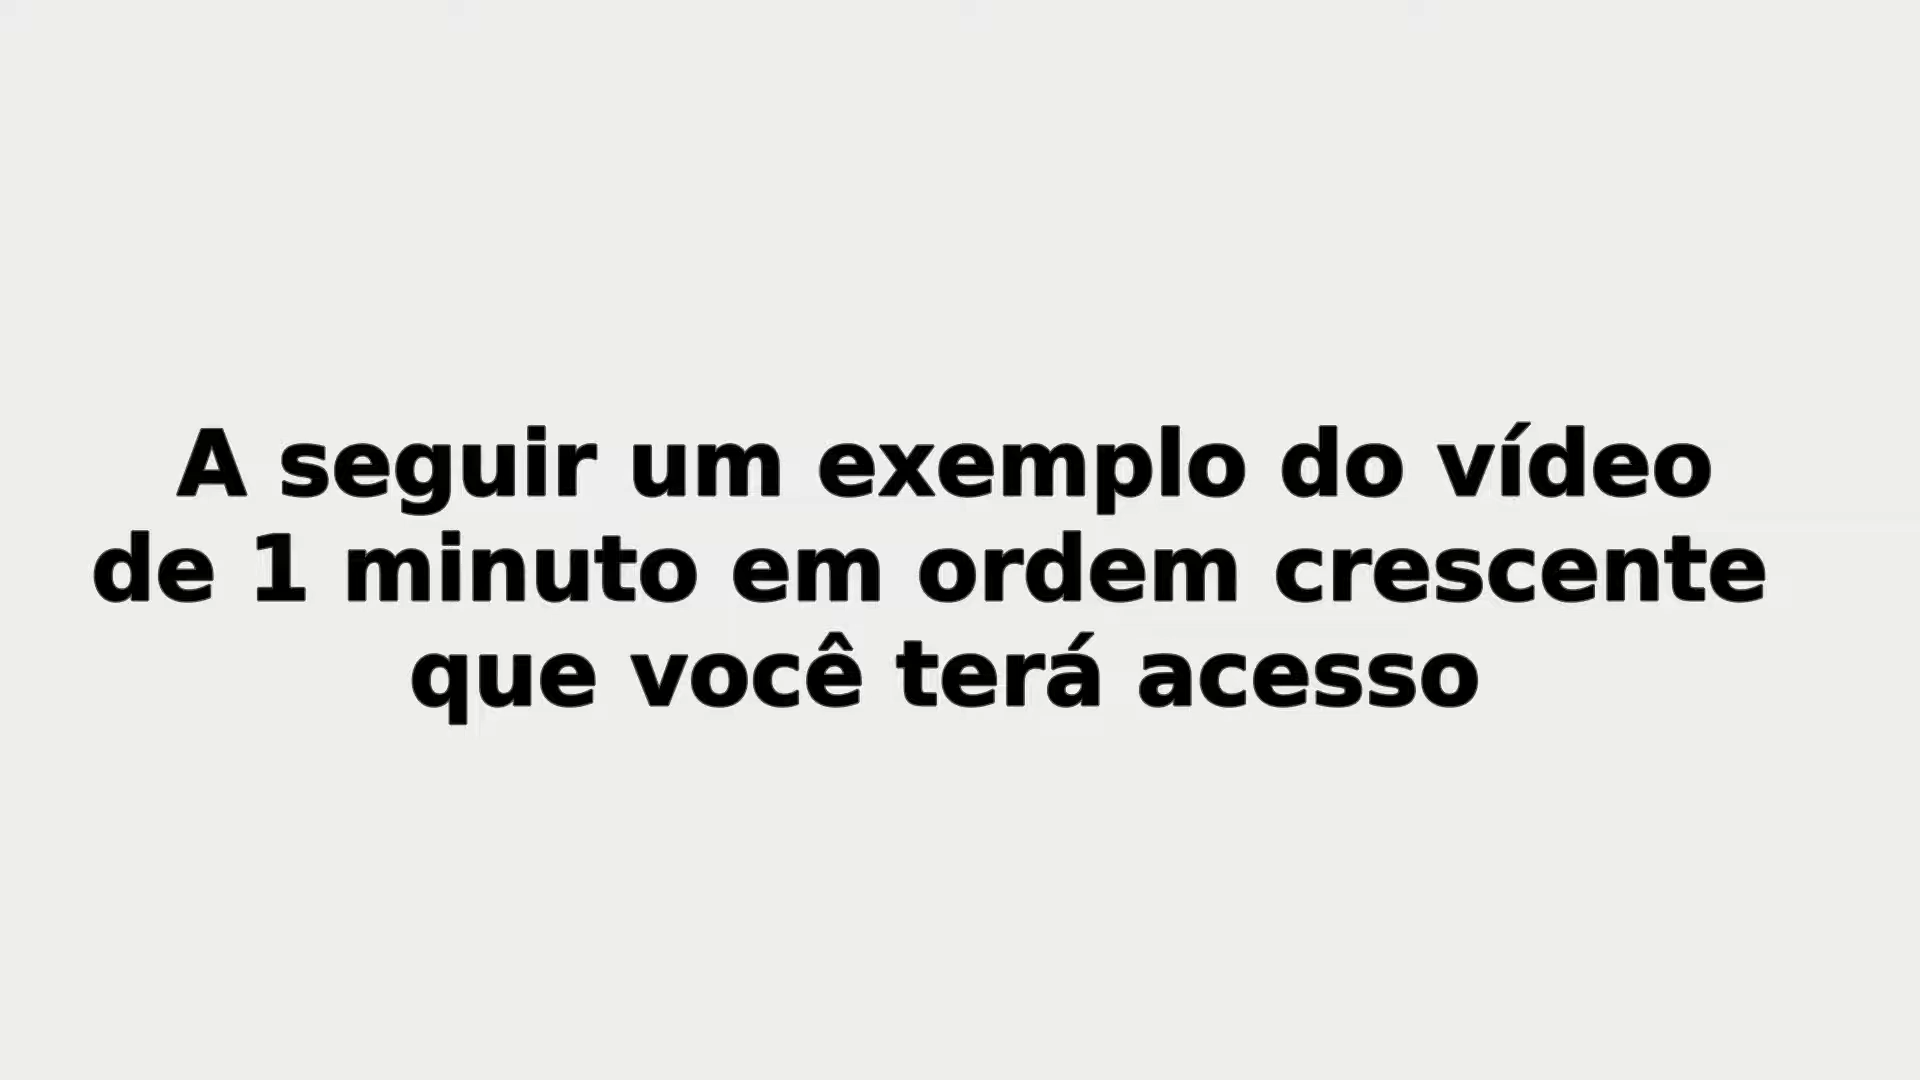 A seguir um exemplo do vídeo
de 1 minuto em ordem crescente
que você terá acesso